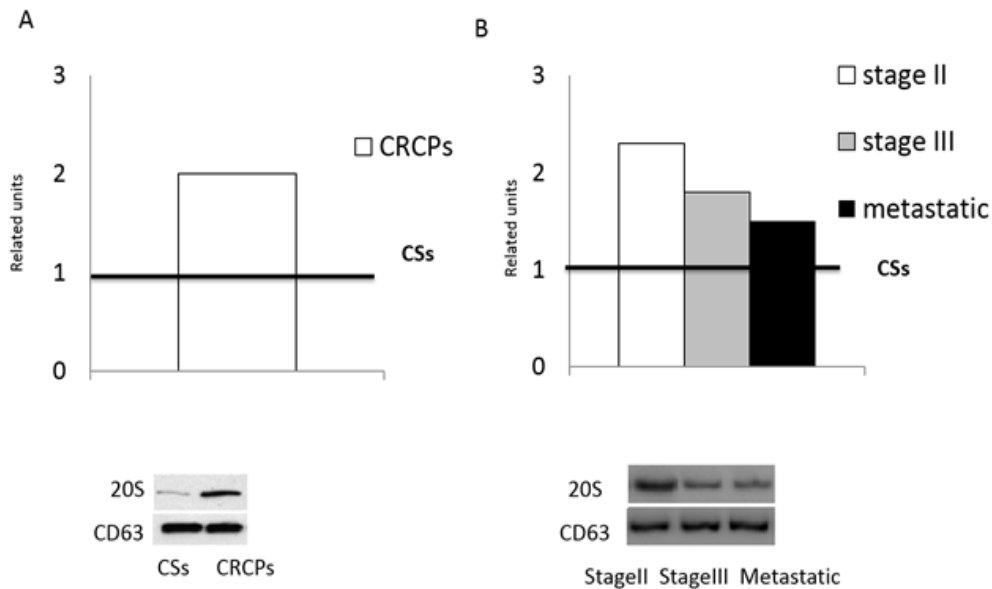 A
3
2
1
0
Related units
CRCPs
CSs
20S
CD63
CSs CRCPs
B
3
2
1
0
Related units
stage II
stage III
metastatic
CSs
20S
CD63
StageII StageIII Metastatic